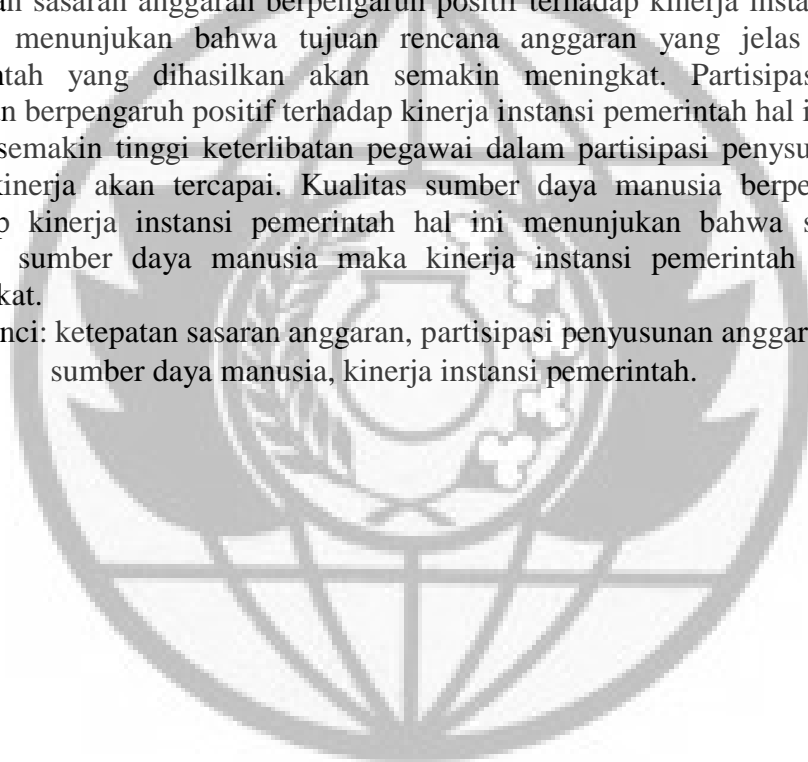 an sasaran anggaran berpengaruh positif terhadap kinerja insta
menunjukan bahwa tujuan rencana anggaran yang jelas
ntah yang dihasilkan akan semakin meningkat. Partisipas
n berpengaruh positif terhadap kinerja instansi pemerintah hal i
semakin tinggi keterlibatan pegawai dalam partisipasi penyusu
kinerja akan tercapai. Kualitas sumber daya manusia berpe
p kinerja instansi pemerintah hal ini menunjukan bahwa s
sumber daya manusia maka kinerja instansi pemerintah
kat.
nci: ketepatan sasaran anggaran, partisipasi penyusunan anggar
sumber daya manusia, kinerja instansi pemerintah.